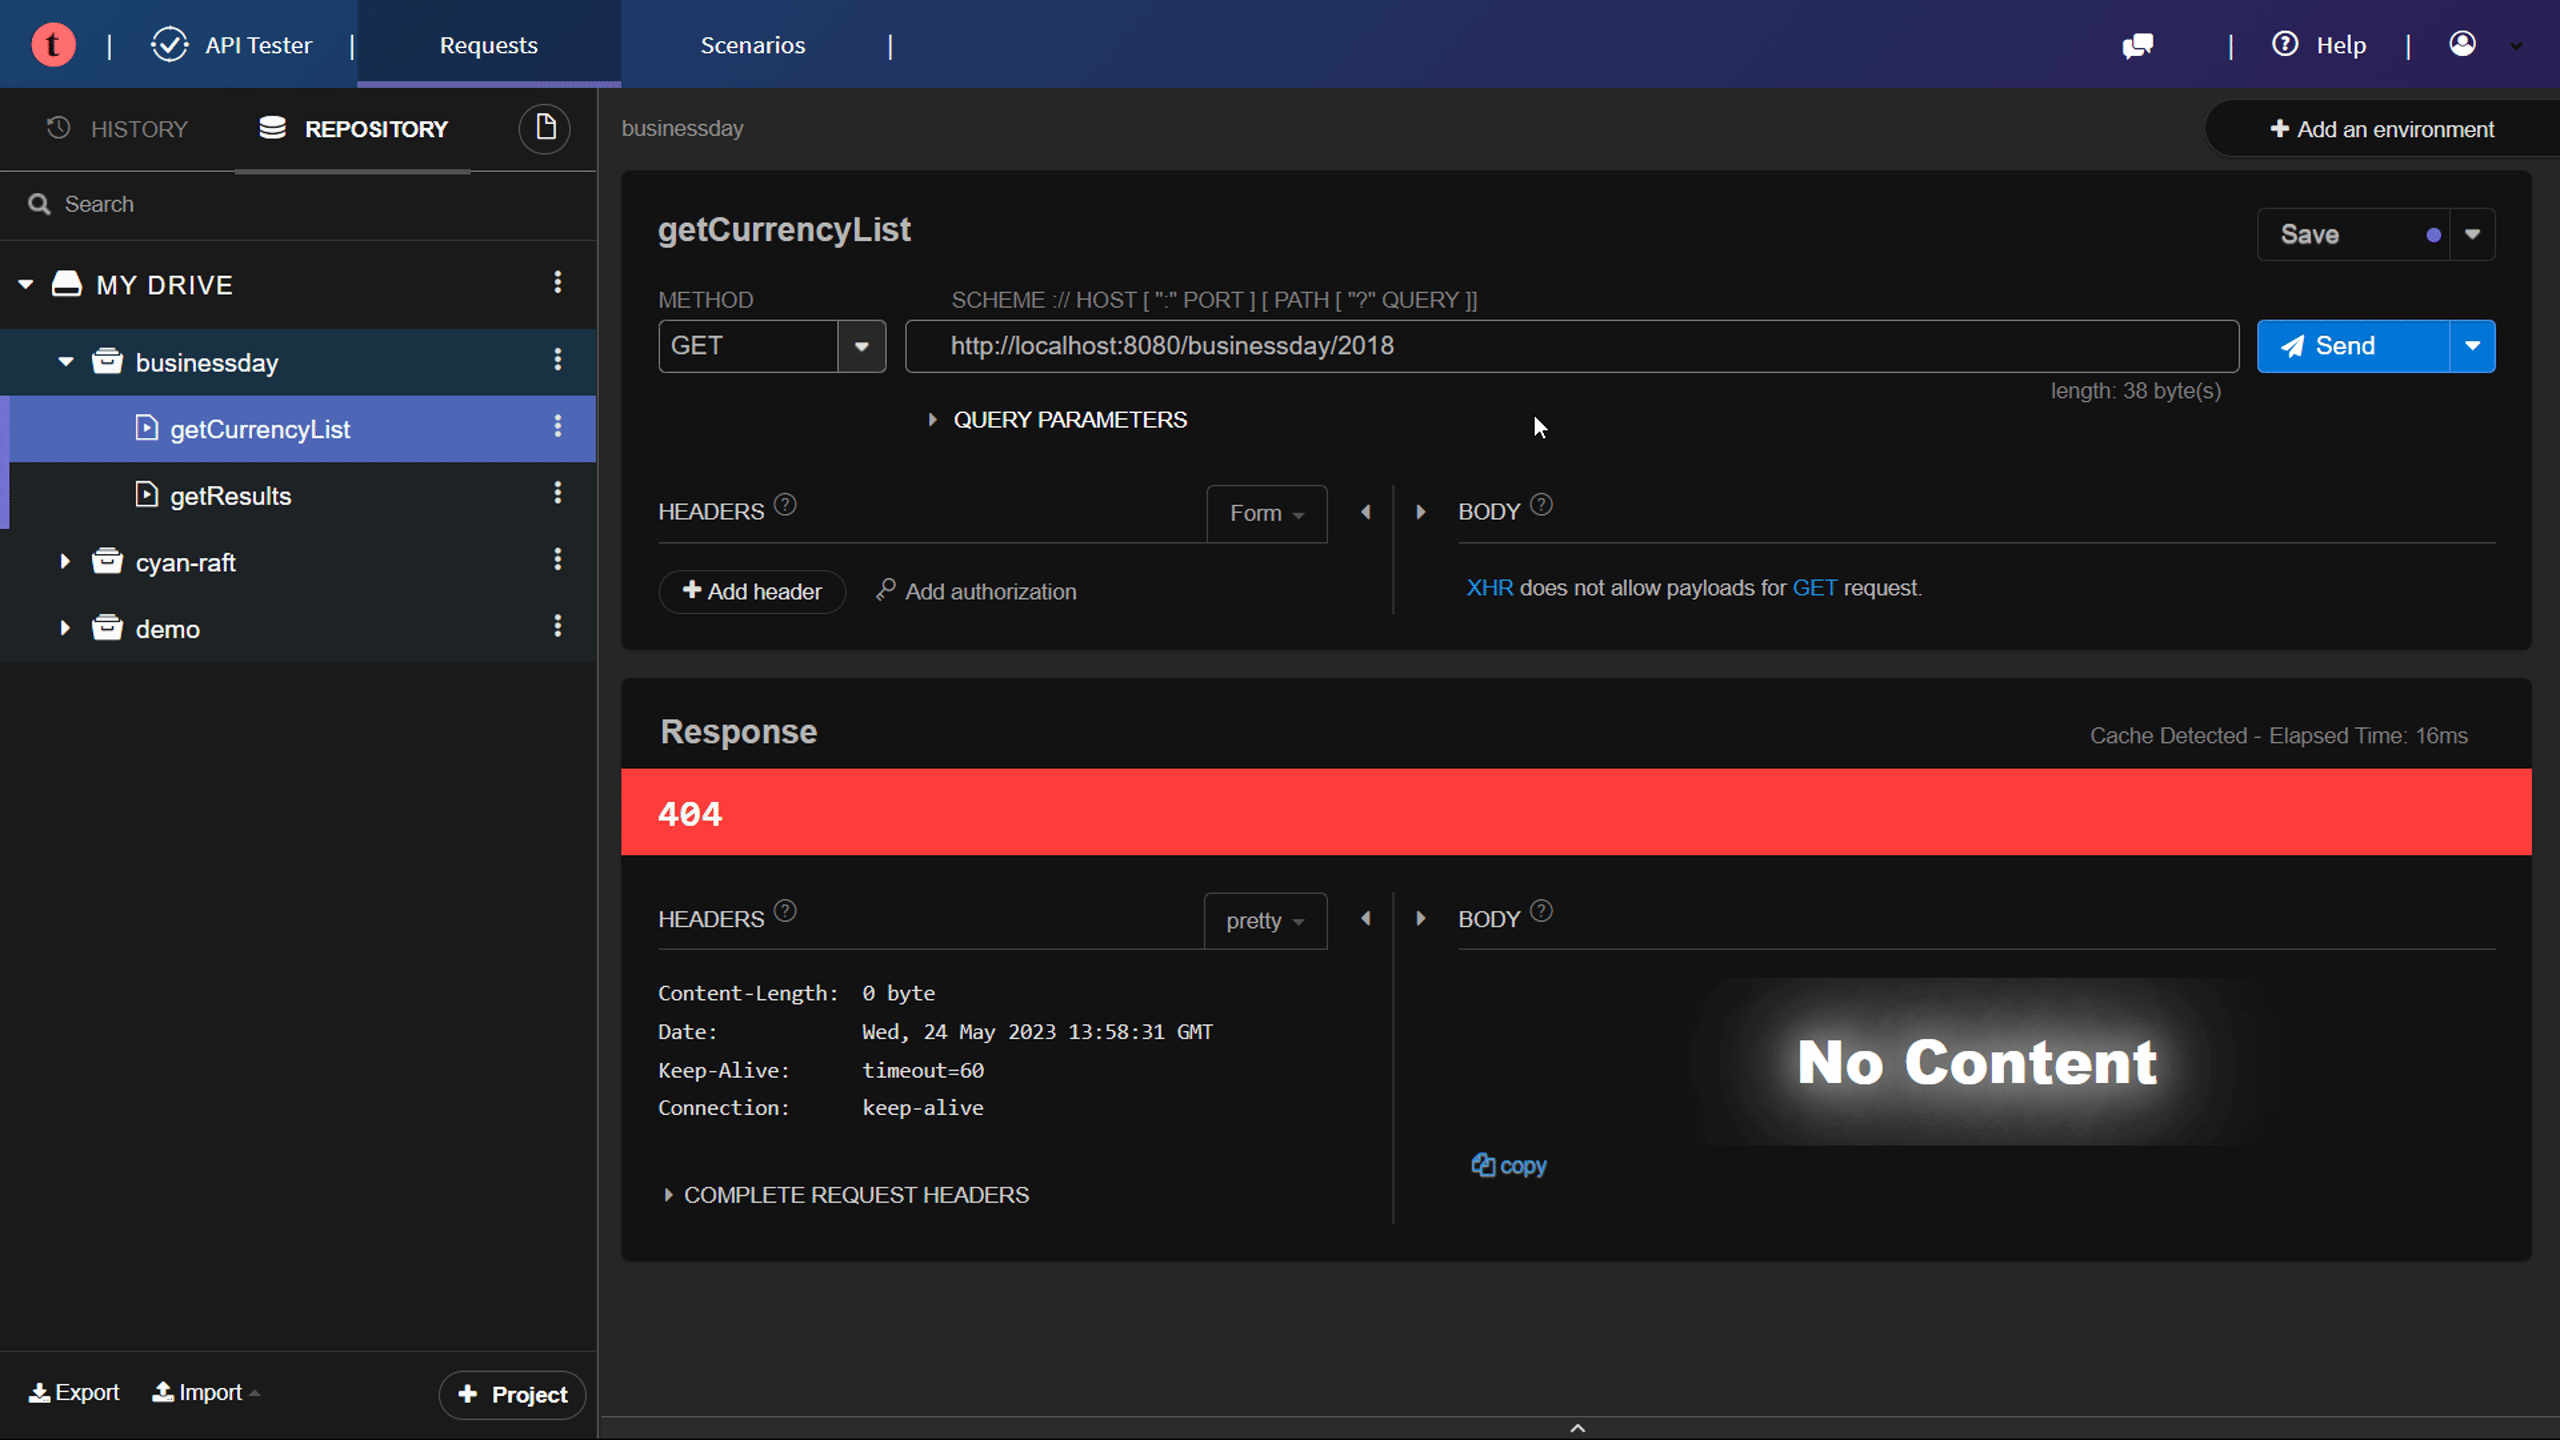 t | API Tester | Requests Scenarios | | Help |
HISTORY REPOSITORY
Search
MY DRIVE
businessday
getCurrencyList
getResults
cyan-raft
demo
Export Import + Project
businessday
+ Add an environment
getCurrencyList
Save
METHOD SCHEME :// HOST [ ":" PORT ] [ PATH [ "?" QUERY ]]
GET http://localhost:8080/businessday/2018 Send
length: 38 byte(s)
QUERY PARAMETERS
HEADERS ? Form
+ Add header Add authorization
BODY ?
XHR does not allow payloads for GET request.
Response
Cache Detected - Elapsed Time: 16ms
404
HEADERS ? pretty
Content-Length: 0 byte
Date: Wed, 24 May 2023 13:58:31 GMT
Keep-Alive: timeout=60
Connection: keep-alive
COMPLETE REQUEST HEADERS
BODY ?
No Content
copy